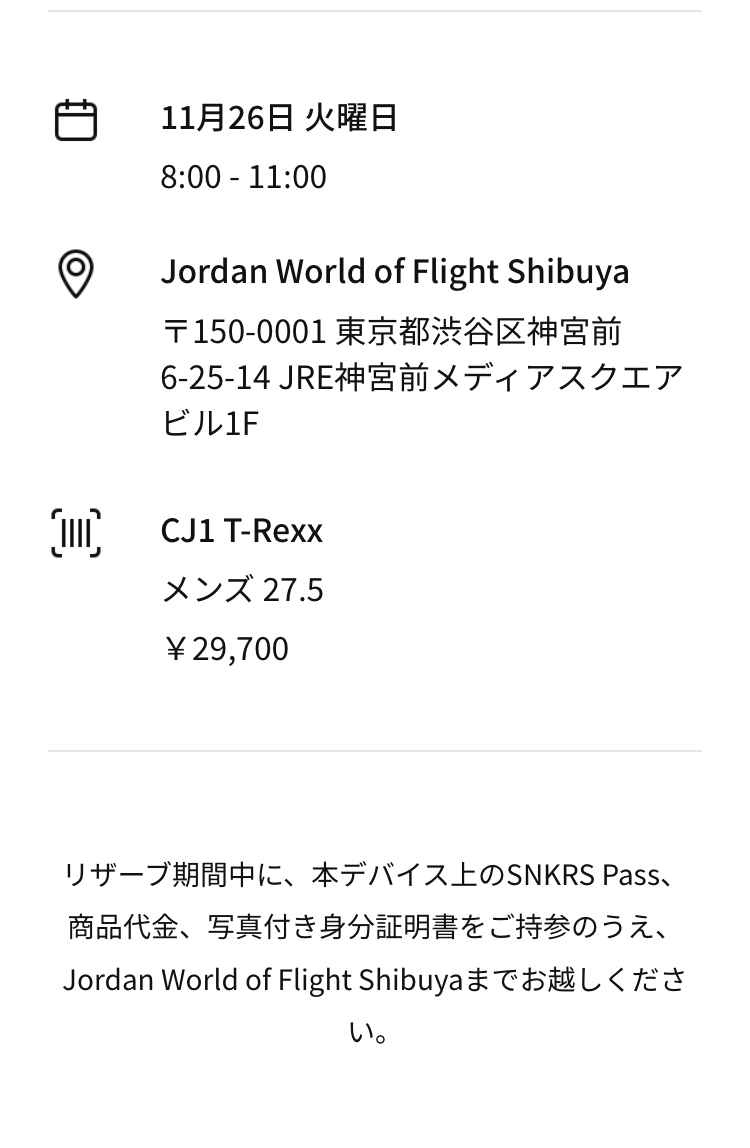 11月26日 火曜日
8:00 - 11:00
Jordan World of Flight Shibuya
〒150-0001 東京都渋谷区神宮前
6-25-14 JRE神宮前メディアスクエア
ビル1F
CJ1 T-Rexx
メンズ 27.5
￥29,700
リザーブ期間中に、本デバイス上のSNKRS Pass、
商品代金、写真付き身分証明書をご持参のうえ、
Jordan World of Flight Shibuyaまでお越しくださ
い。